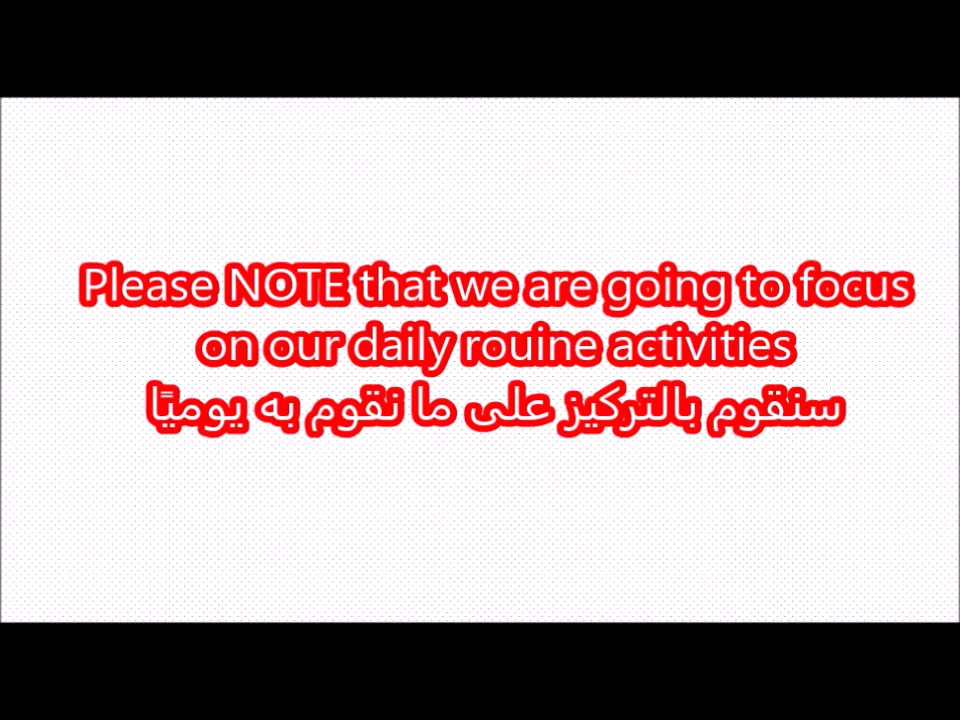 Please NOTE that we are going to focus
on our daily rouine activities
سنقوم بالتركيز على ما نقوم به يوميًا